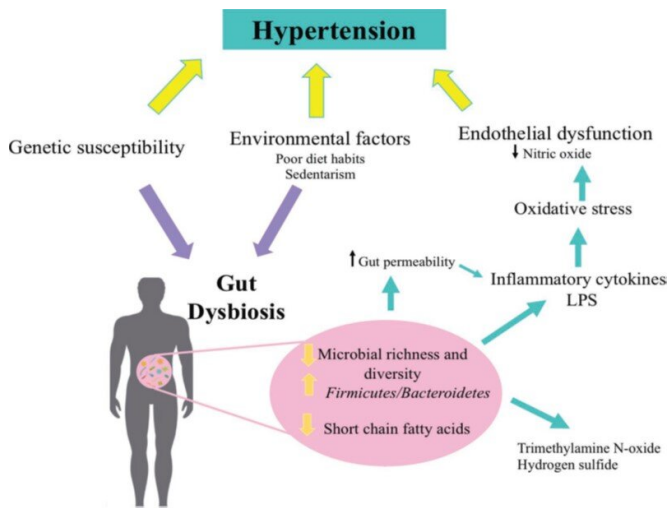 Hypertension
Genetic susceptibility
Environmental factors
Poor diet habits
Sedentarism
Endothelial dysfunction
↓ Nitric oxide
Oxidative stress
↑ Gut permeability
Inflammatory cytokines
LPS
Gut
Dysbiosis
Microbial richness and
diversity
Firmicutes/Bacteroidetes
Short chain fatty acids
Trimethylamine N-oxide
Hydrogen sulfide